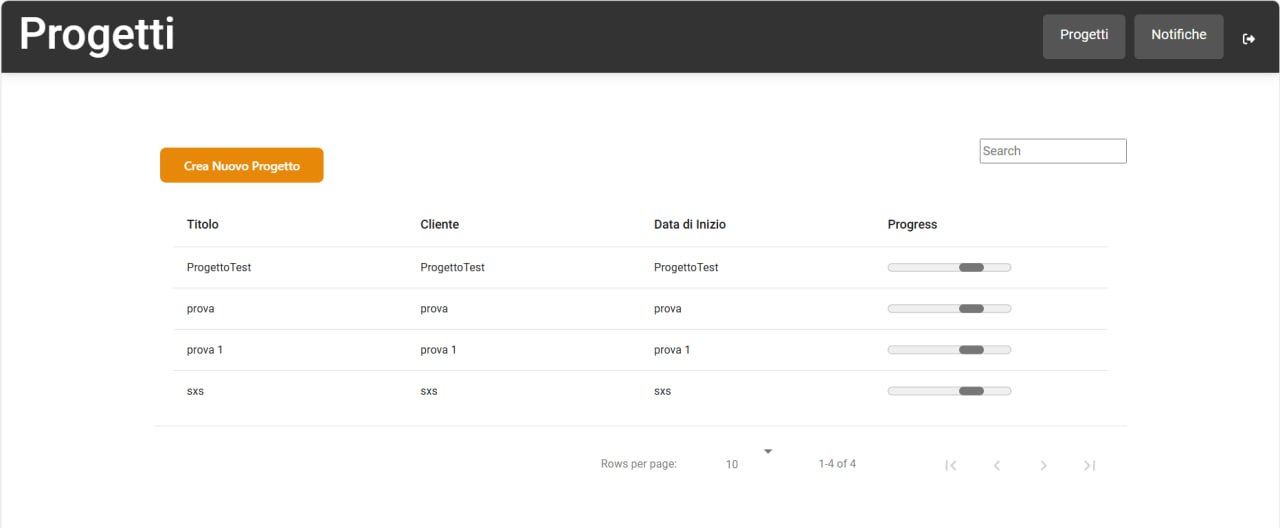 Progetti
Progetti Notifiche
Crea Nuovo Progetto
Search
Titolo Cliente Data di Inizio Progress
ProgettoTest ProgettoTest ProgettoTest
prova prova prova
prova 1 prova 1 prova 1
sxs sxs sxs
Rows per page: 10 1-4 of 4